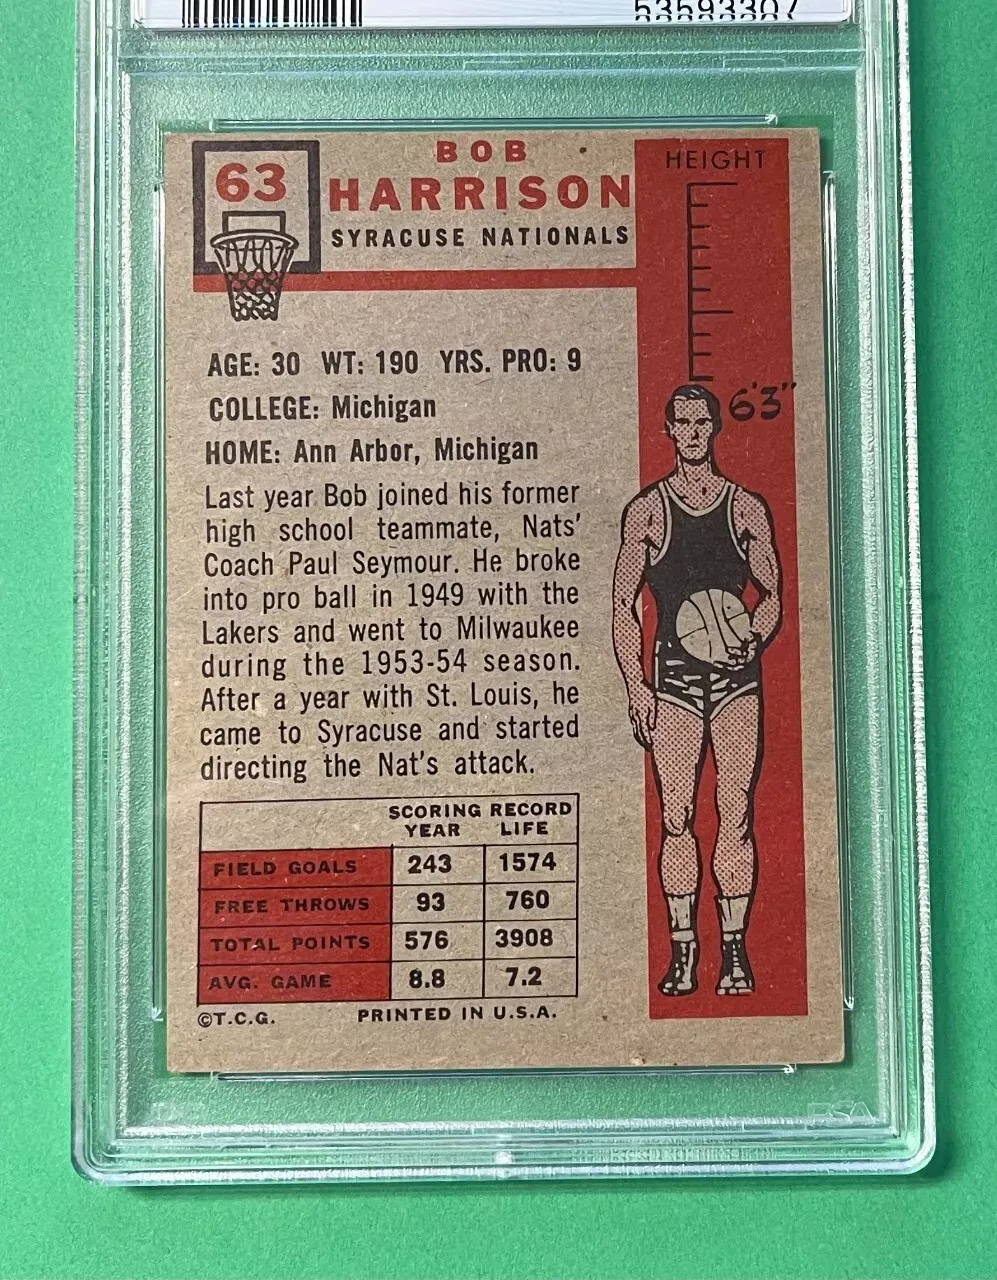 53593307
63
BOB
HARRISON
SYRACUSE NATIONALS
HEIGHT
6'3"
AGE: 30 WT: 190 YRS. PRO: 9
COLLEGE: Michigan
HOME: Ann Arbor, Michigan
Last year Bob joined his former
high school teammate, Nats'
Coach Paul Seymour. He broke
into pro ball in 1949 with the
Lakers and went to Milwaukee
during the 1953-54 season.
After a year with St. Louis, he
came to Syracuse and started
directing the Nat's attack.
SCORING RECORD
YEAR LIFE
FIELD GOALS 243 1574
FREE THROWS 93 760
TOTAL POINTS 576 3908
AVG. GAME 8.8 7.2
©T.C.G. PRINTED IN U.S.A.